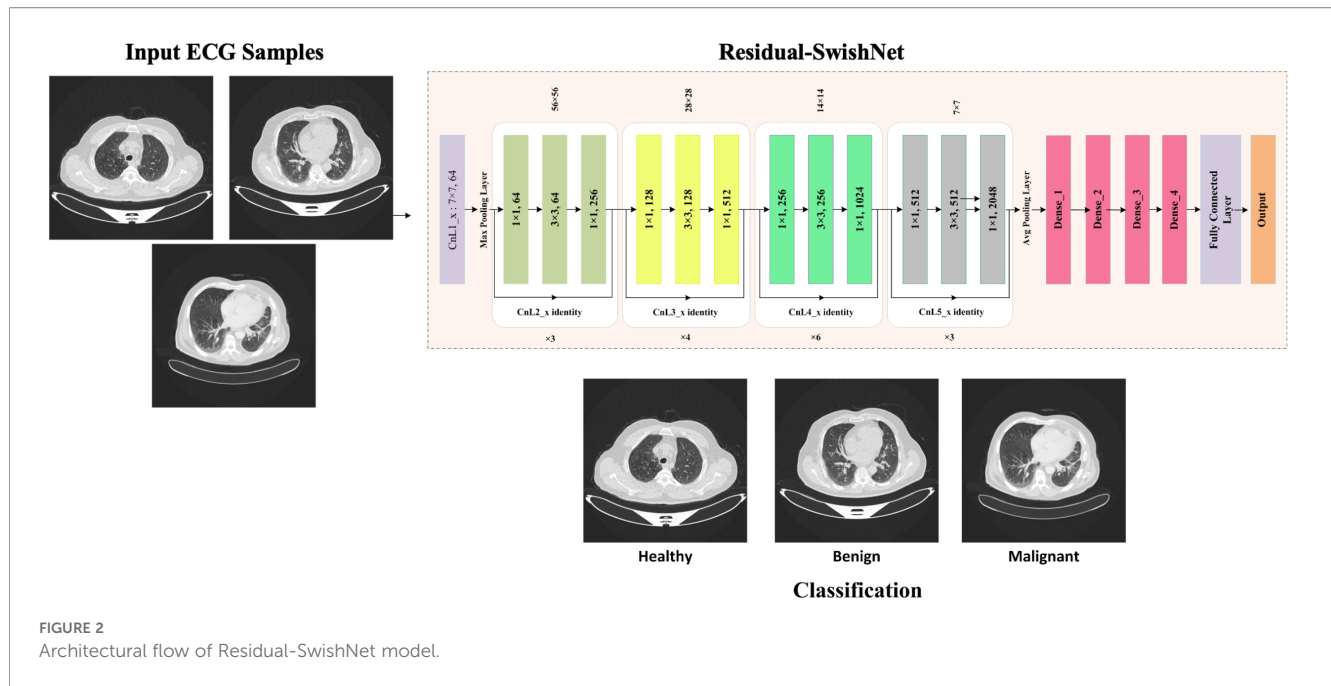 Input ECG Samples
Residual-SwishNet
56×56
28×28
14×14
7×7
CnL1_x : 7×7, 64
Max Pooling Layer
1×1, 64
3×3, 64
1×1, 256
1×1, 128
3×3, 128
1×1, 512
1×1, 256
3×3, 256
1×1, 1024
1×1, 512
3×3, 512
1×1, 2048
Avg Pooling Layer
Dense_1
Dense_2
Dense_3
Dense_4
Fully Connected
Layer
Output
CnL2_x identity
CnL3_x identity
CnL4_x identity
CnL5_x identity
×3
×4
×6
×3
Healthy
Benign
Malignant
Classification
FIGURE 2
Architectural flow of Residual-SwishNet model.